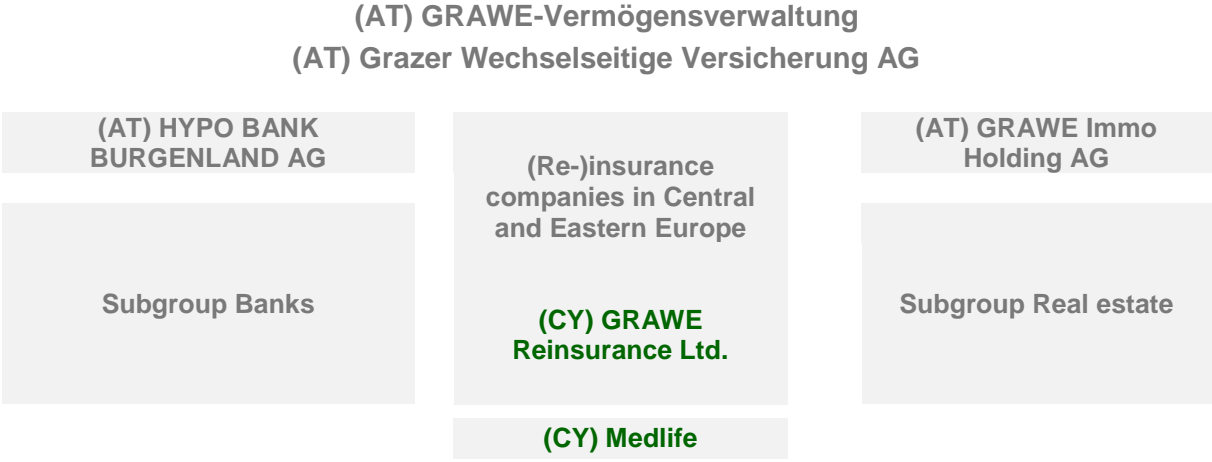 (AT) GRAWE-Vermögensverwaltung
(AT) Grazer Wechselseitige Versicherung AG
(AT) HYPO BANK
BURGENLAND AG
Subgroup Banks
(Re-)insurance
companies in Central
and Eastern Europe
(CY) GRAWE
Reinsurance Ltd.
(CY) Medlife
(AT) GRAWE Immo
Holding AG
Subgroup Real estate